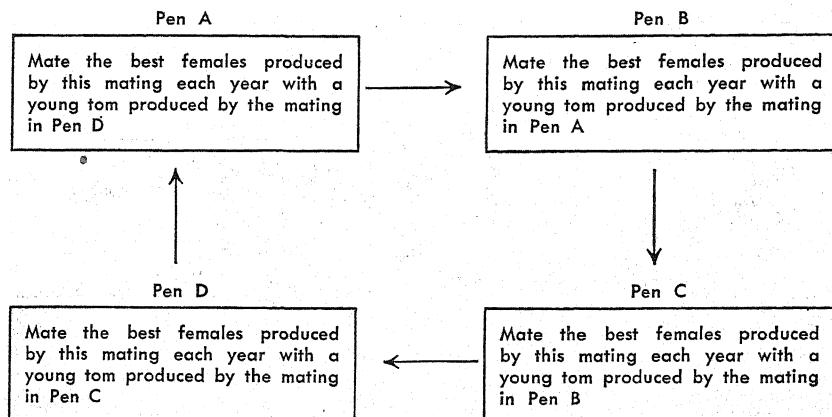 Pen A
Mate the best females produced
by this mating each year with a
young tom produced by the mating
in Pen D
Pen B
Mate the best females produced
by this mating each year with a
young tom produced by the mating
in Pen A
Pen D
Mate the best females produced
by this mating each year with a
young tom produced by the mating
in Pen C
Pen C
Mate the best females produced
by this mating each year with a
young tom produced by the mating
in Pen B